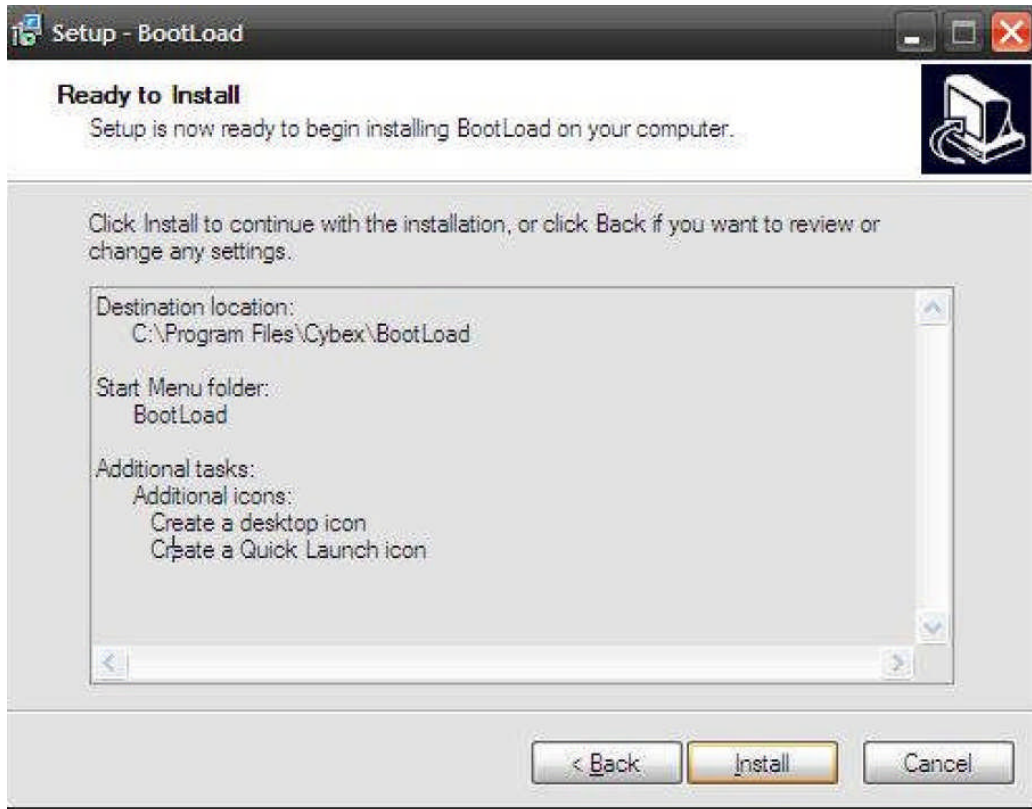 Setup - BootLoad
Ready to Install
Setup is now ready to begin installing BootLoad on your computer.
Click Install to continue with the installation, or click Back if you want to review or
change any settings.
Destination location:
C:\Program Files\Cybex\BootLoad
Start Menu folder:
BootLoad
Additional tasks:
Additional icons:
Create a desktop icon
Create a Quick Launch icon
< Back
Install
Cancel